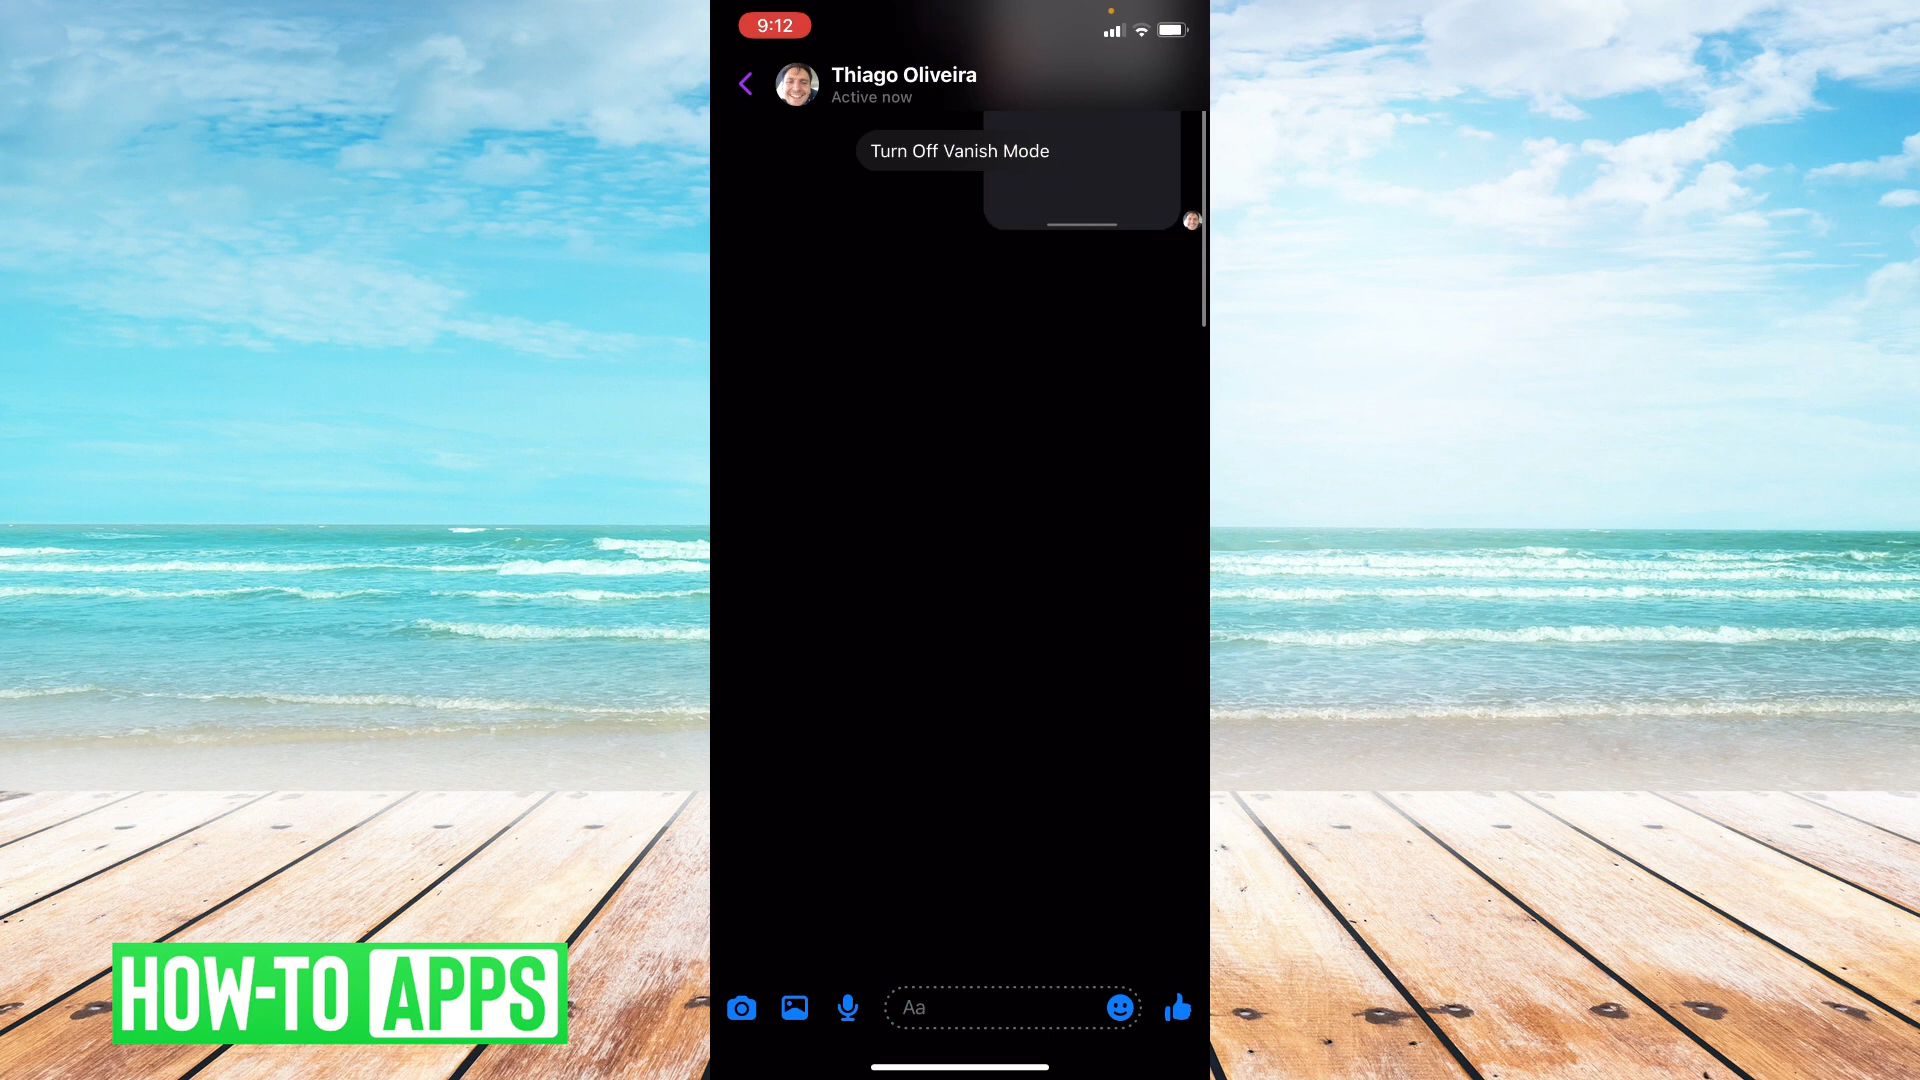 9:12
Thiago Oliveira
Active now
Turn Off Vanish Mode
Aa
HOW-TO APPS